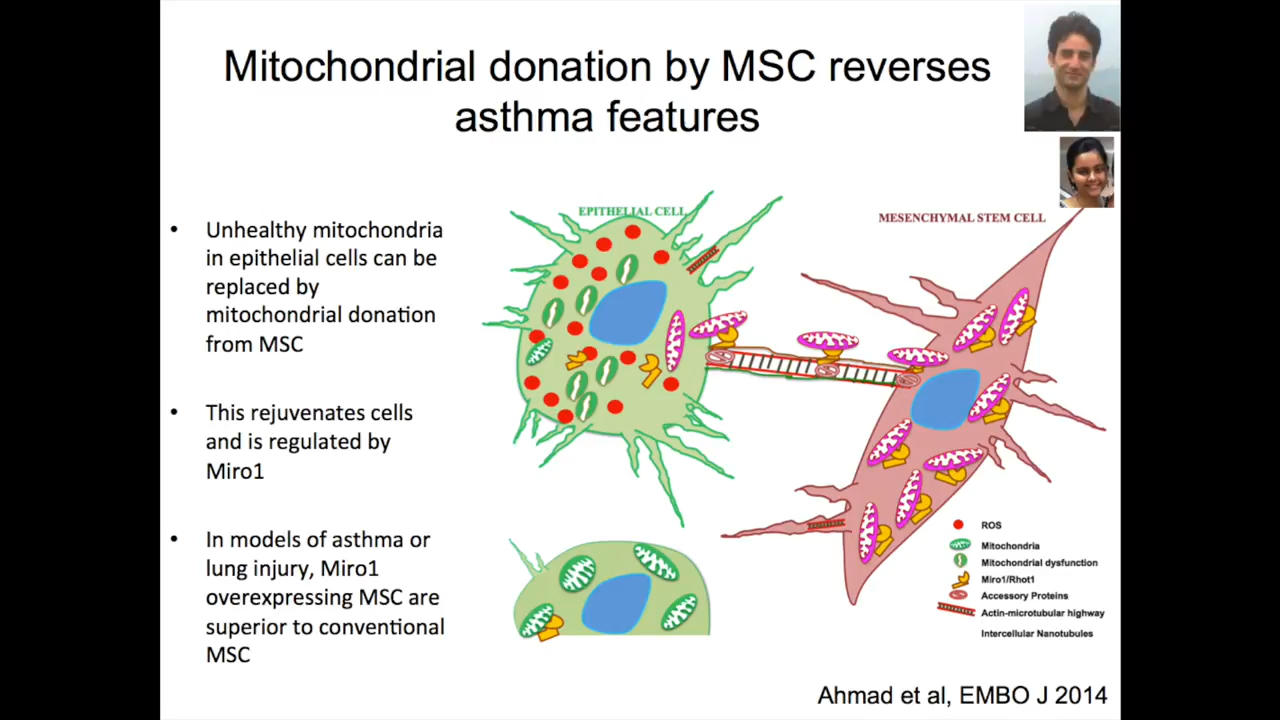 Mitochondrial donation by MSC reverses
asthma features
• Unhealthy mitochondria
in epithelial cells can be
replaced by
mitochondrial donation
from MSC
• This rejuvenates cells
and is regulated by
Miro1
• In models of asthma or
lung injury, Miro1
overexpressing MSC are
superior to conventional
MSC
EPITHELIAL CELL
MESENCHYMAL STEM CELL
ROS
Mitochondria
Mitochondrial dysfunction
Miro1/Rhot1
Accessory Proteins
Actin-microtubular highway
Intercellular Nanotubules
Ahmad et al, EMBO J 2014